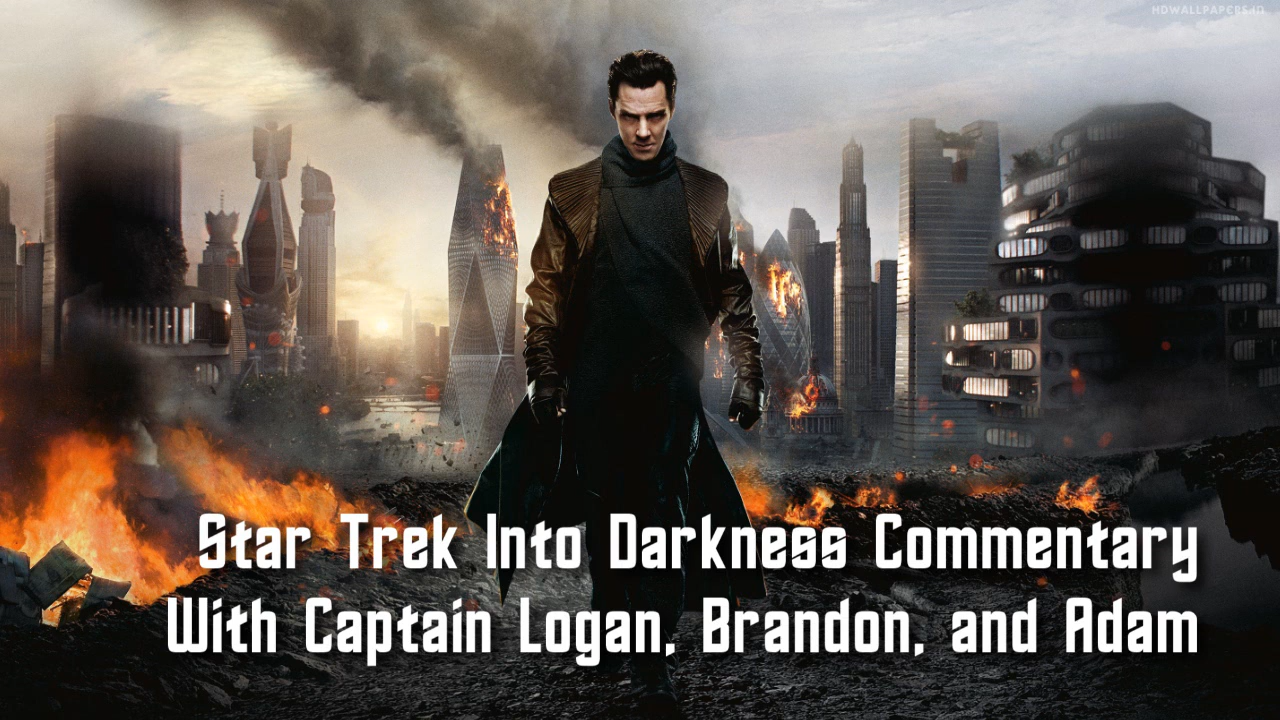 HDWALLPAPERS.in
Star Trek Into Darkness Commentary
With Captain Logan, Brandon, and Adam